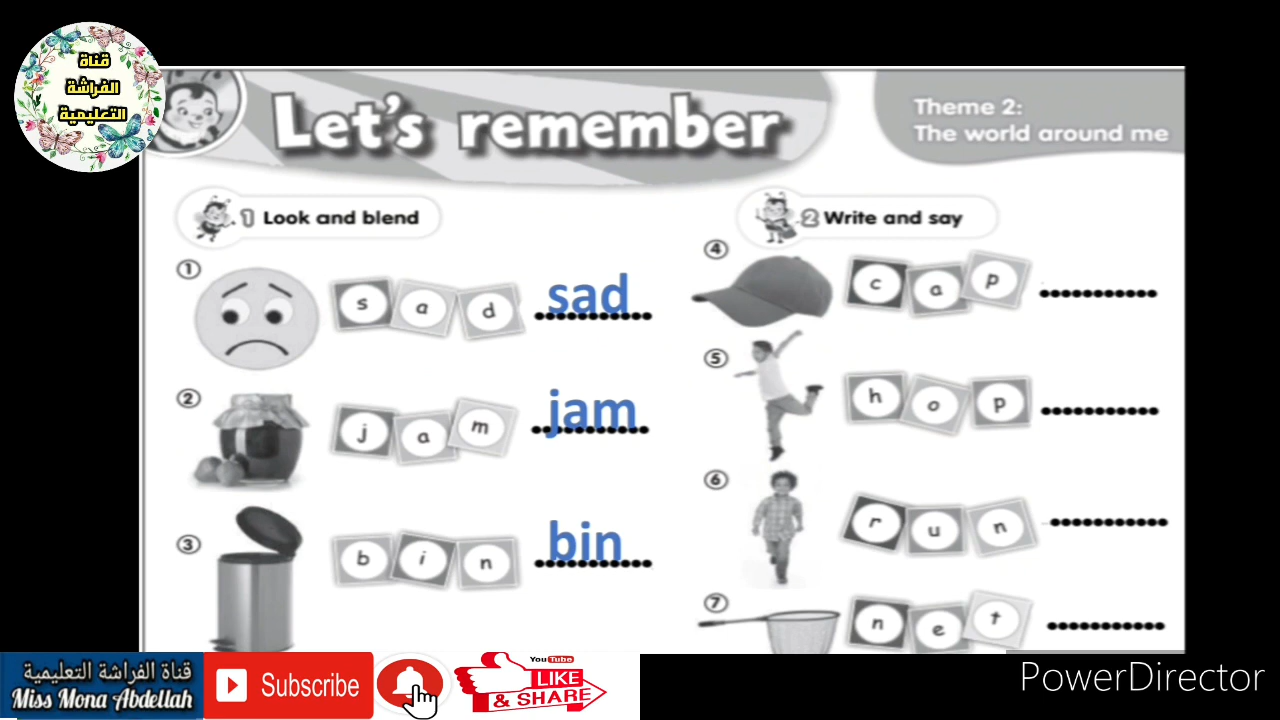 قناة
الفراشة
التعليمية
Let's remember
Theme 2:
The world around me
1 Look and blend
1
s a d
sad
2
j a m
jam
3
b i n
bin
2 Write and say
4
c a p
5
h o p
6
r u n
7
n e t
قناة الفراشة التعليمية
Miss Mona Abdellah
Subscribe
YouTube
LIKE
& SHARE
PowerDirector